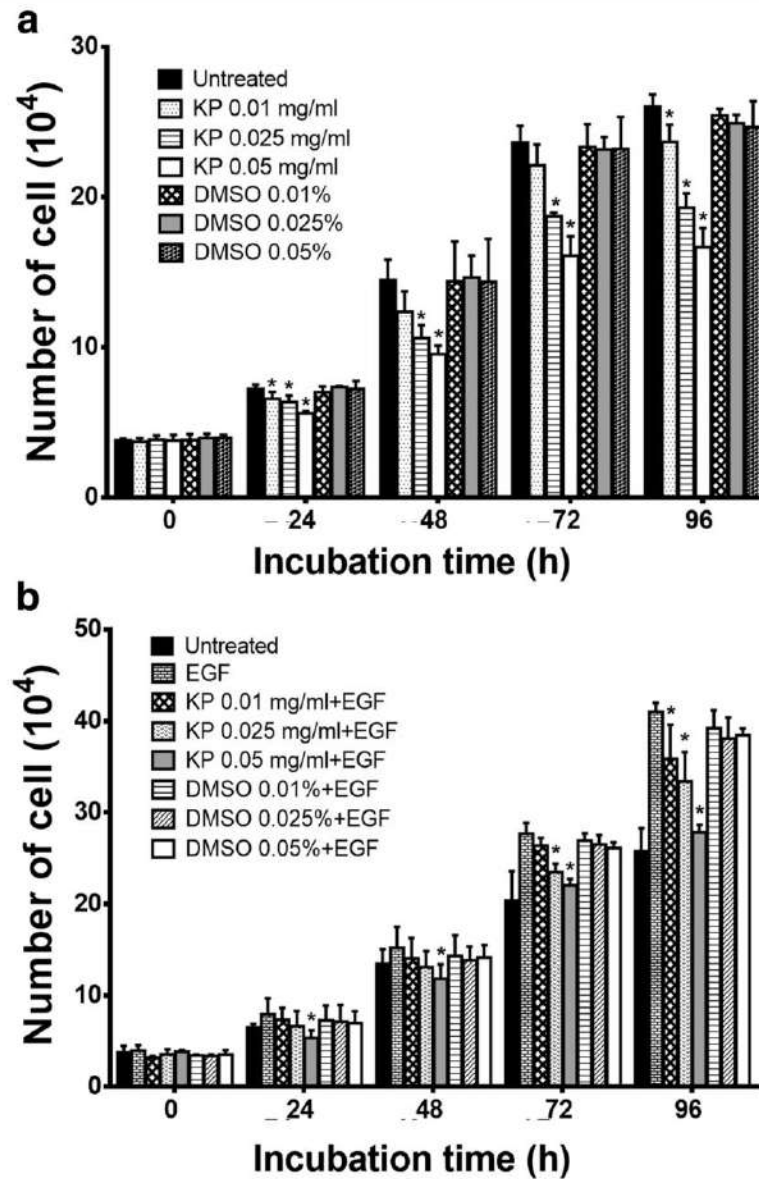 a
Number of cell (10⁴)
30
20
10
0
Untreated
KP 0.01 mg/ml
KP 0.025 mg/ml
KP 0.05 mg/ml
DMSO 0.01%
DMSO 0.025%
DMSO 0.05%
* * *
* *
* *
* * *
0 24 48 72 96
Incubation time (h)
b
Number of cell (10⁴)
50
40
30
20
10
0
Untreated
EGF
KP 0.01 mg/ml+EGF
KP 0.025 mg/ml+EGF
KP 0.05 mg/ml+EGF
DMSO 0.01%+EGF
DMSO 0.025%+EGF
DMSO 0.05%+EGF
*
*
* *
* * *
0 24 48 72 96
Incubation time (h)